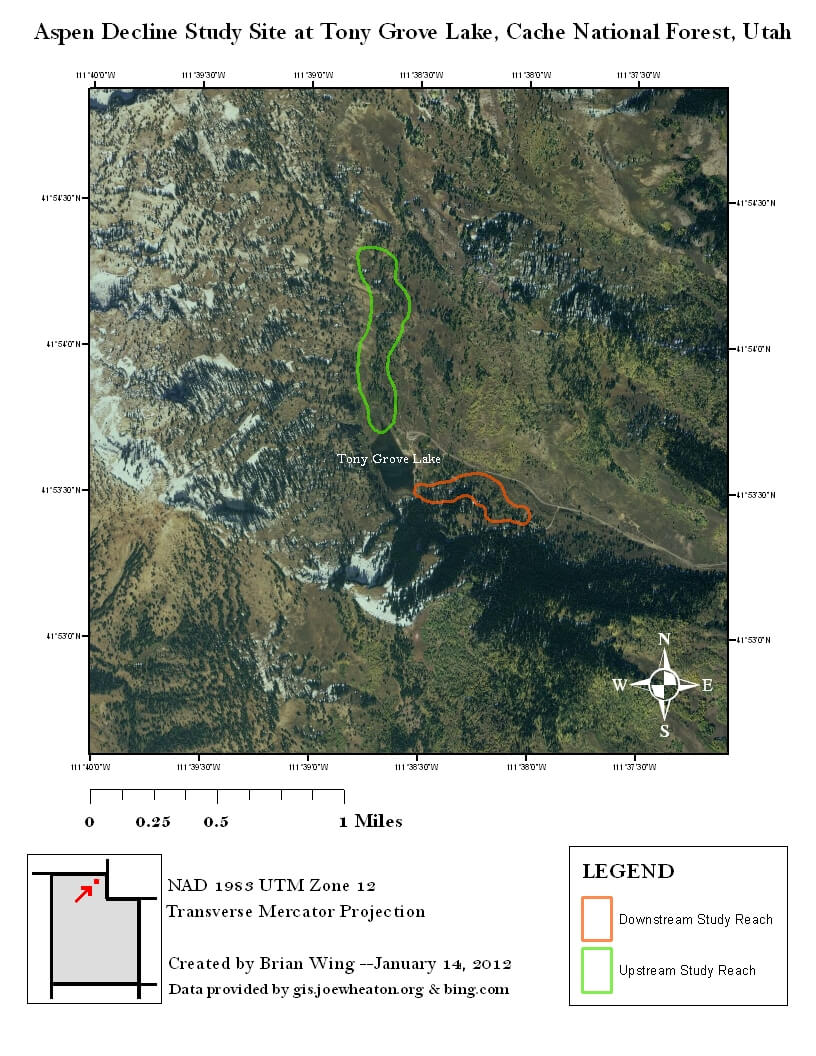 Aspen Decline Study Site at Tony Grove Lake, Cache National Forest, Utah
111°40'0"W 111°39'30"W 111°39'0"W 111°38'30"W 111°38'0"W 111°37'30"W
41°54'30"N 41°54'30"N
41°54'0"N 41°54'0"N
Tony Grove Lake
41°53'30"N 41°53'30"N
41°53'0"N 41°53'0"N
N
W E
S
111°40'0"W 111°39'30"W 111°39'0"W 111°38'30"W 111°38'0"W 111°37'30"W
0 0.25 0.5 1 Miles
NAD 1983 UTM Zone 12
Transverse Mercator Projection
Created by Brian Wing --January 14, 2012
Data provided by gis.joewheaton.org & bing.com
LEGEND
Downstream Study Reach
Upstream Study Reach